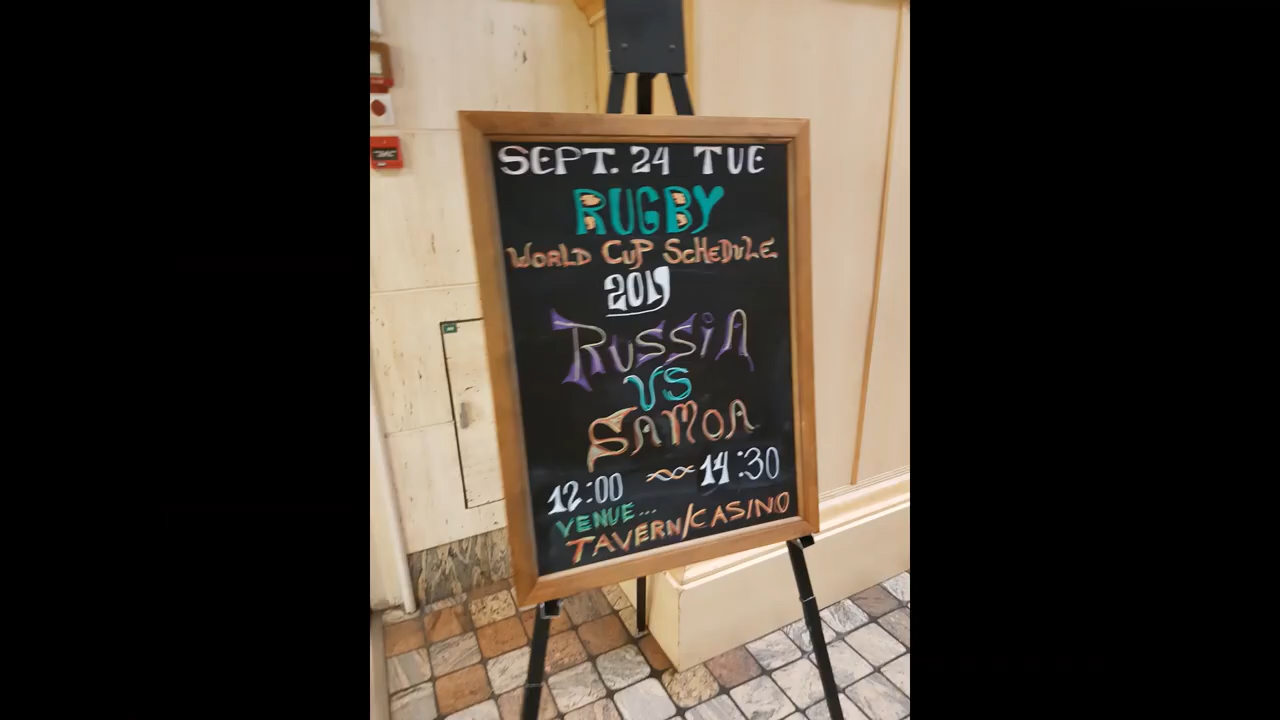 SEPT. 24 TUE
RUGBY
WORLD CUP SCHEDULE
2019
RUSSIA
VS
SAMOA
12:00 ~ 14:30
VENUE...
TAVERN/CASINO